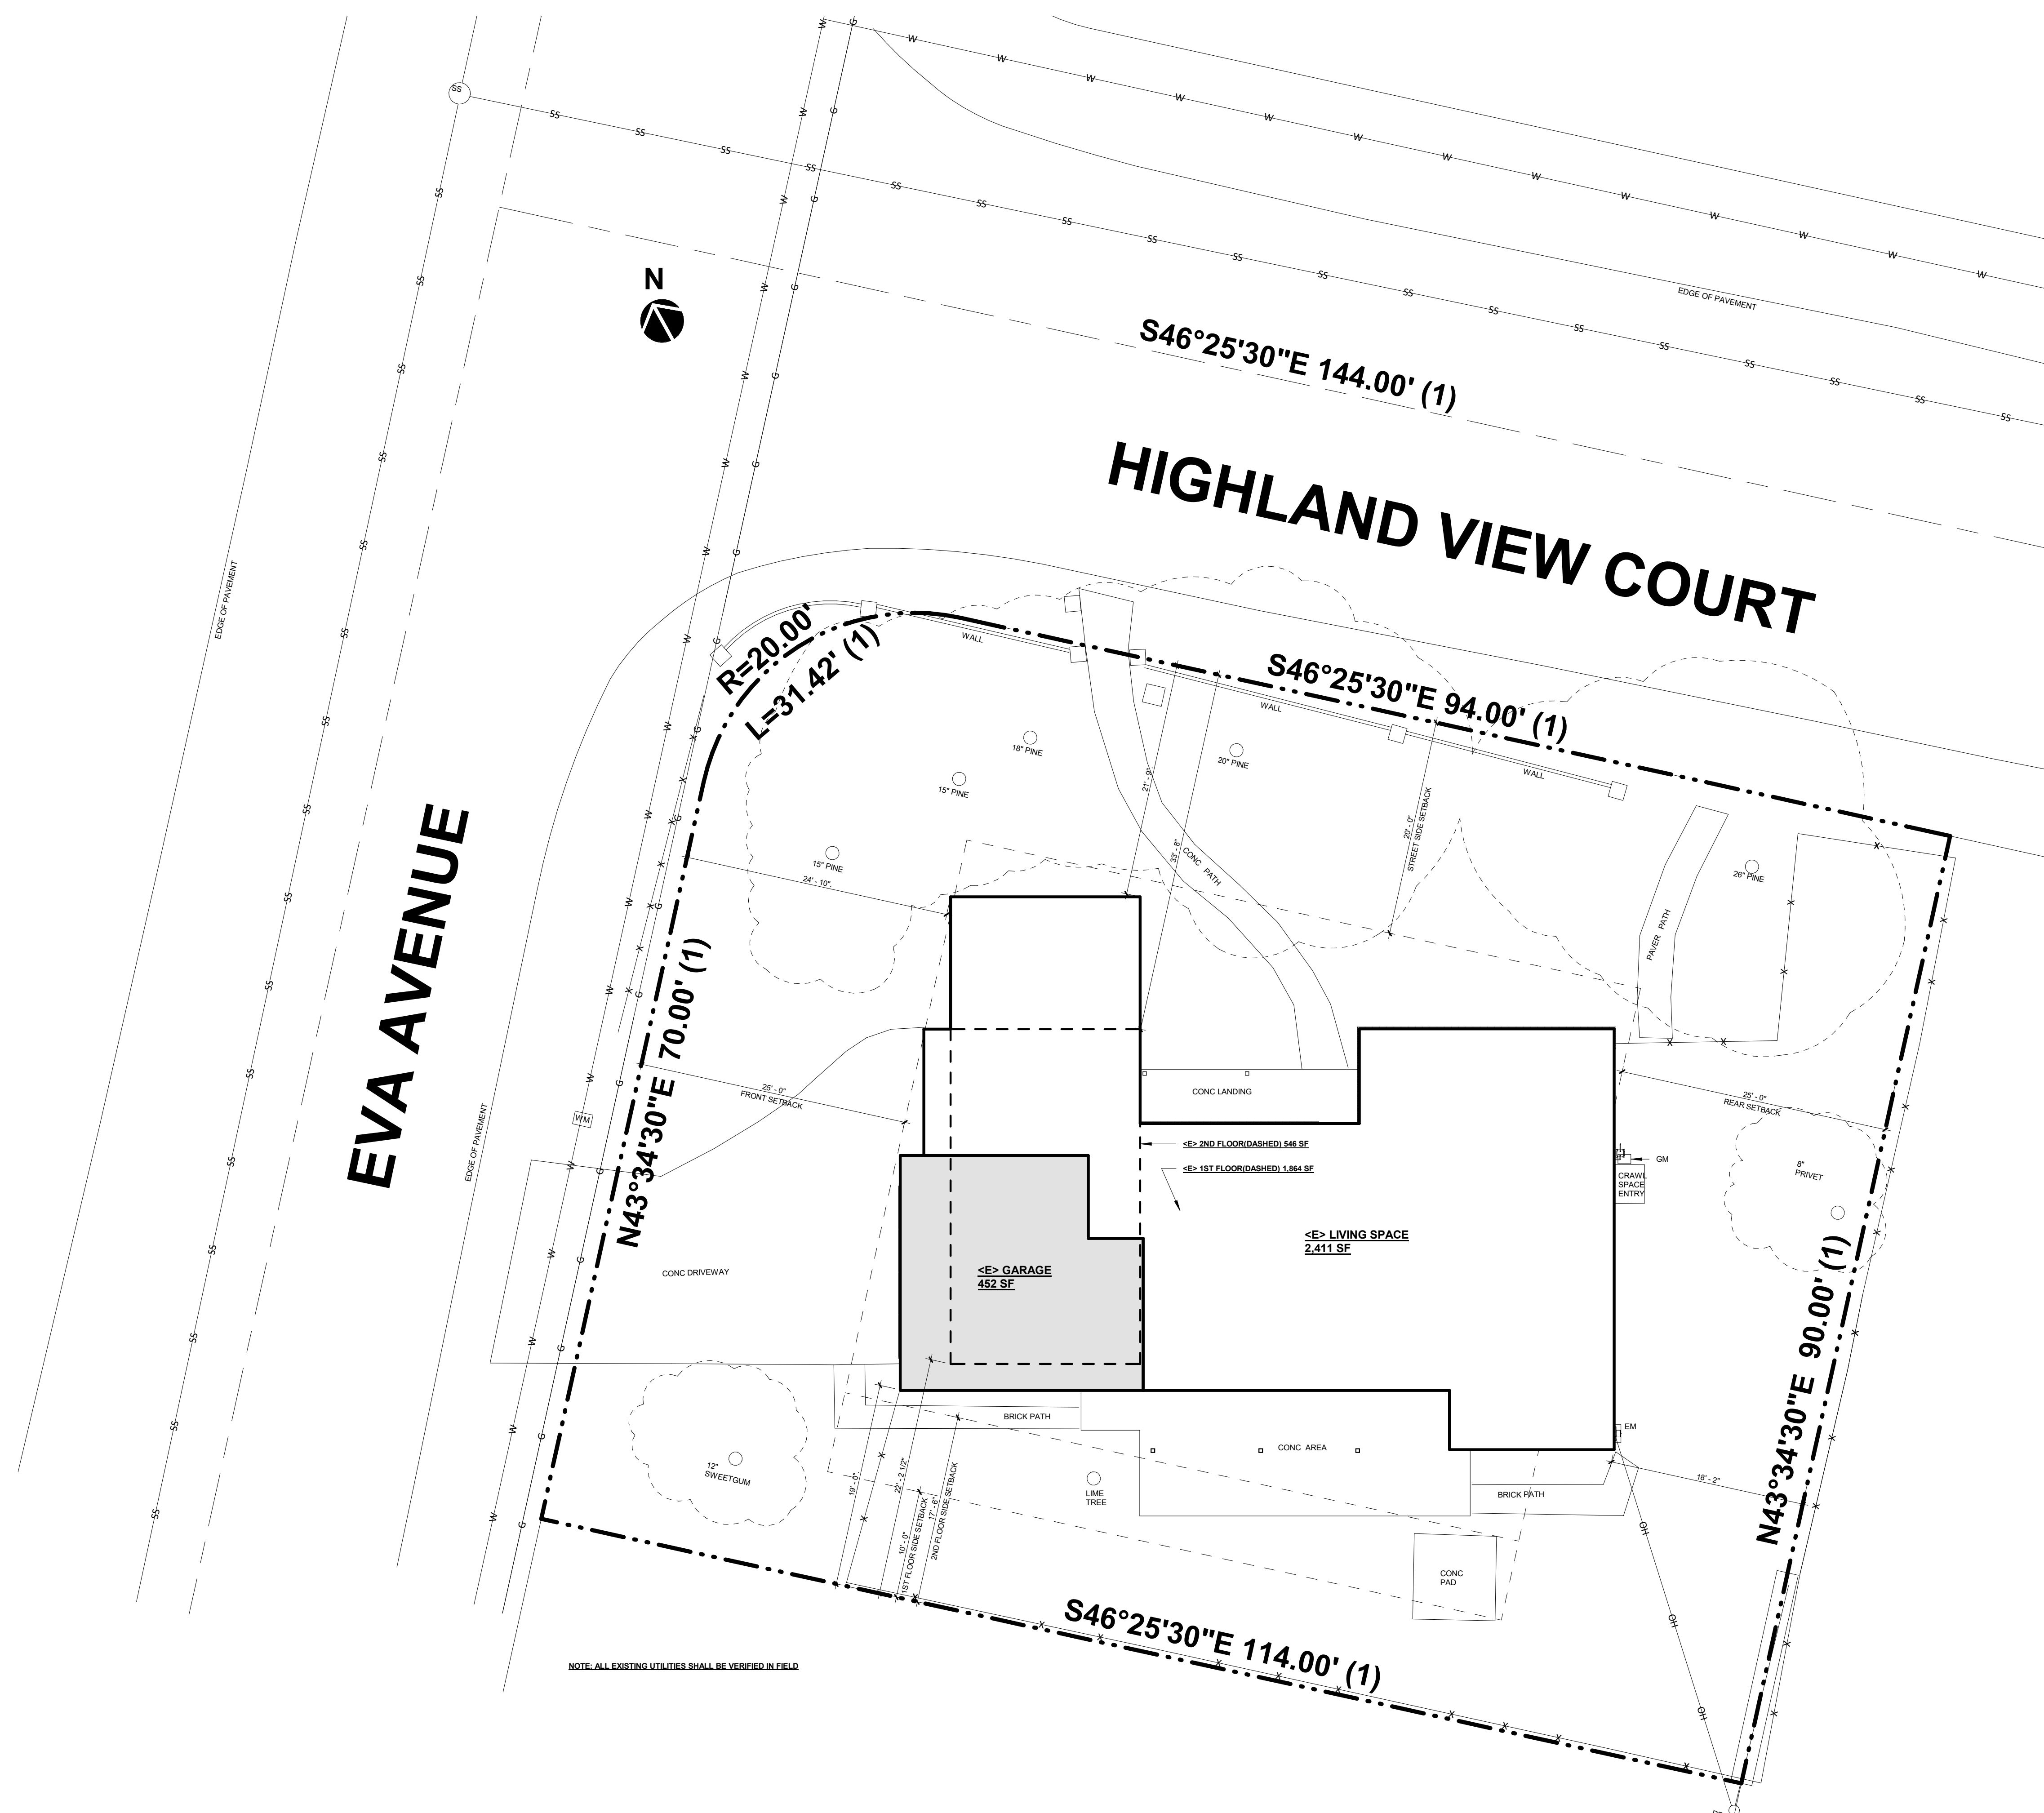 SS
N
EDGE OF PAVEMENT
S46°25'30"E 144.00' (1)
HIGHLAND VIEW COURT
EDGE OF PAVEMENT
R=20.00'
L=31.42' (1)
WALL
S46°25'30"E 94.00' (1)
WALL
WALL
18" PINE
20" PINE
15" PINE
15" PINE
26" PINE
21' - 9"
33' - 8"
CONC PATH
20' - 0"
STREET SIDE SETBACK
PAVER PATH
24' - 10"
EVA AVENUE
N43°34'30"E 70.00' (1)
25' - 0"
FRONT SETBACK
WM
EDGE OF PAVEMENT
CONC LANDING
25' - 0"
REAR SETBACK
<E> 2ND FLOOR(DASHED) 546 SF
<E> 1ST FLOOR(DASHED) 1,864 SF
GM
CRAWL
SPACE
ENTRY
8"
PRIVET
<E> LIVING SPACE
2,411 SF
<E> GARAGE
452 SF
CONC DRIVEWAY
N43°34'30"E 90.00' (1)
BRICK PATH
CONC AREA
EM
12"
SWEETGUM
LIME
TREE
19' - 0"
22' - 2 1/2"
10' - 0"
1ST FLOOR SIDE SETBACK
17' - 6"
2ND FLOOR SIDE SETBACK
18' - 2"
BRICK PATH
CONC
PAD
OH
OH
OH
S46°25'30"E 114.00' (1)
NOTE: ALL EXISTING UTILITIES SHALL BE VERIFIED IN FIELD